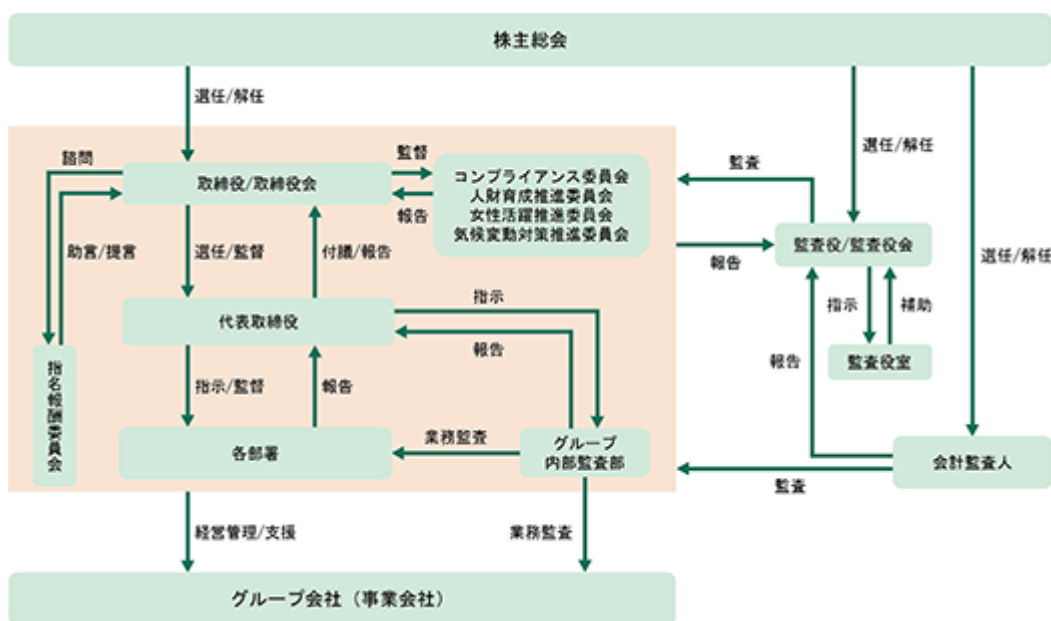 株主総会
選任/解任
諮問
取締役/取締役会
監督
報告
コンプライアンス委員会
人財育成推進委員会
女性活躍推進委員会
気候変動対策推進委員会
監査
選任/解任
報告
監査役/監査役会
選任/解任
助言/提言
選任/監督
付議/報告
指示
代表取締役
報告
指示
補助
監査役室
報告
指名報酬委員会
指示/監督
報告
各部署
業務監査
グループ
内部監査部
会計監査人
監査
経営管理/支援
業務監査
グループ会社（事業会社）